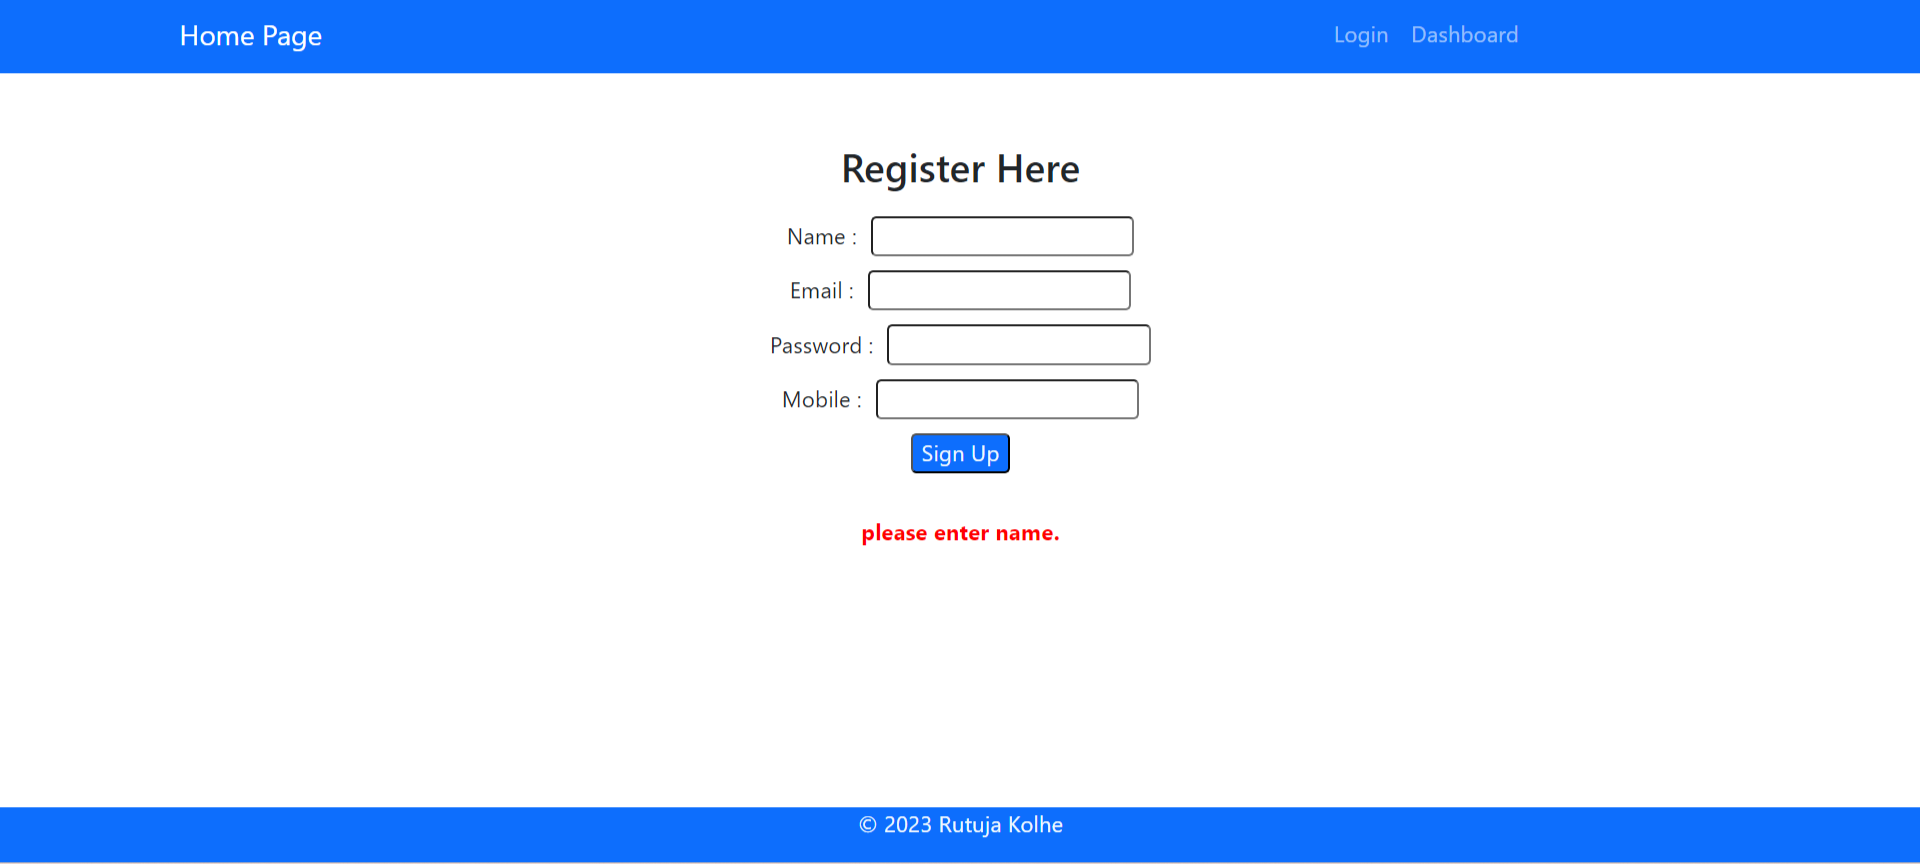 Home Page Login Dashboard
Register Here
Name :
Email :
Password :
Mobile :
Sign Up
please enter name.
© 2023 Rutuja Kolhe